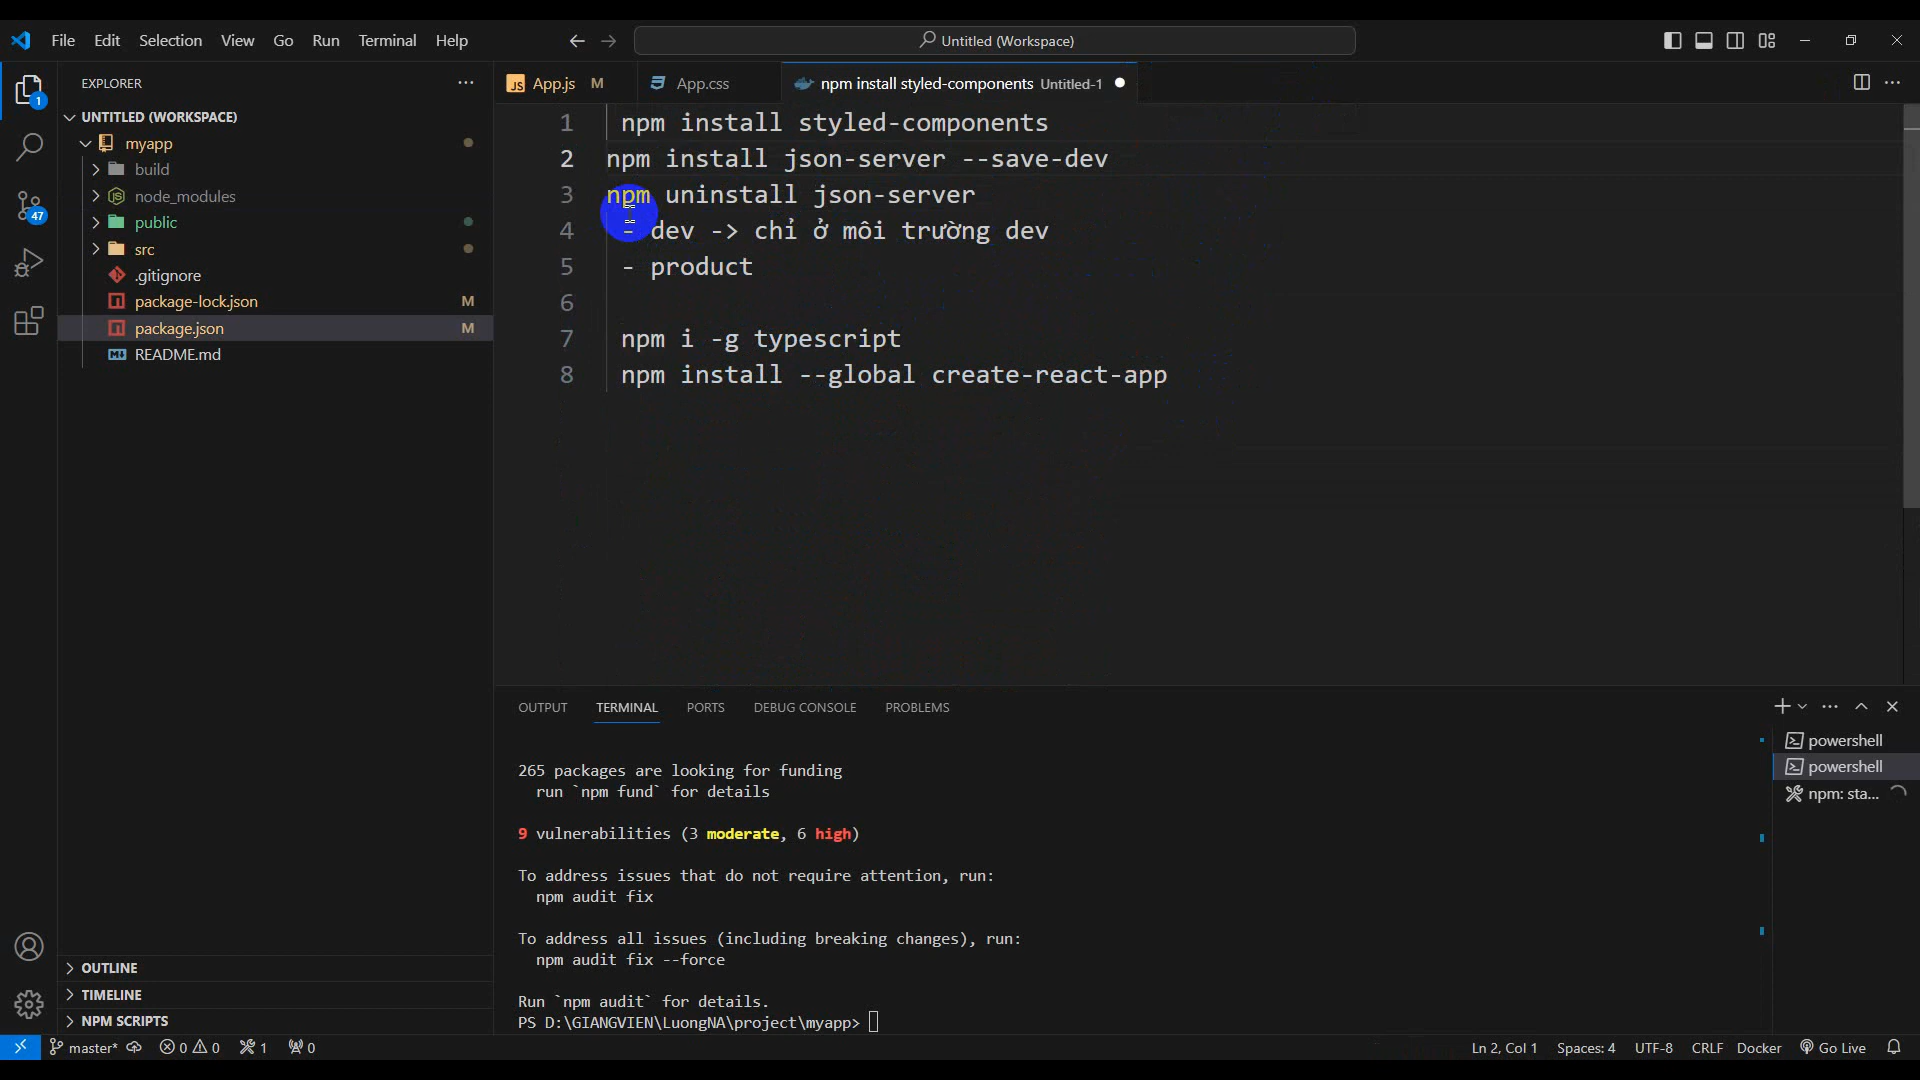 File Edit Selection View Go Run Terminal Help
Untitled (Workspace)
EXPLORER
UNTITLED (WORKSPACE)
myapp
build
node_modules
public
src
.gitignore
package-lock.json M
package.json M
README.md
1
47
App.js M
App.css
npm install styled-components Untitled-1
1 npm install styled-components
2 npm install json-server --save-dev
3 npm uninstall json-server
4 - dev -> chỉ ở môi trường dev
5 - product
6
7 npm i -g typescript
8 npm install --global create-react-app
OUTPUT TERMINAL PORTS DEBUG CONSOLE PROBLEMS
265 packages are looking for funding
run `npm fund` for details
9 vulnerabilities (3 moderate, 6 high)
To address issues that do not require attention, run:
npm audit fix
To address all issues (including breaking changes), run:
npm audit fix --force
Run `npm audit` for details.
PS D:\GIANGVIEN\LuongNA\project\myapp>
powershell
powershell
npm: sta...
OUTLINE
TIMELINE
NPM SCRIPTS
master* 0 0 1 0
Ln 2, Col 1 Spaces: 4 UTF-8 CRLF Docker Go Live